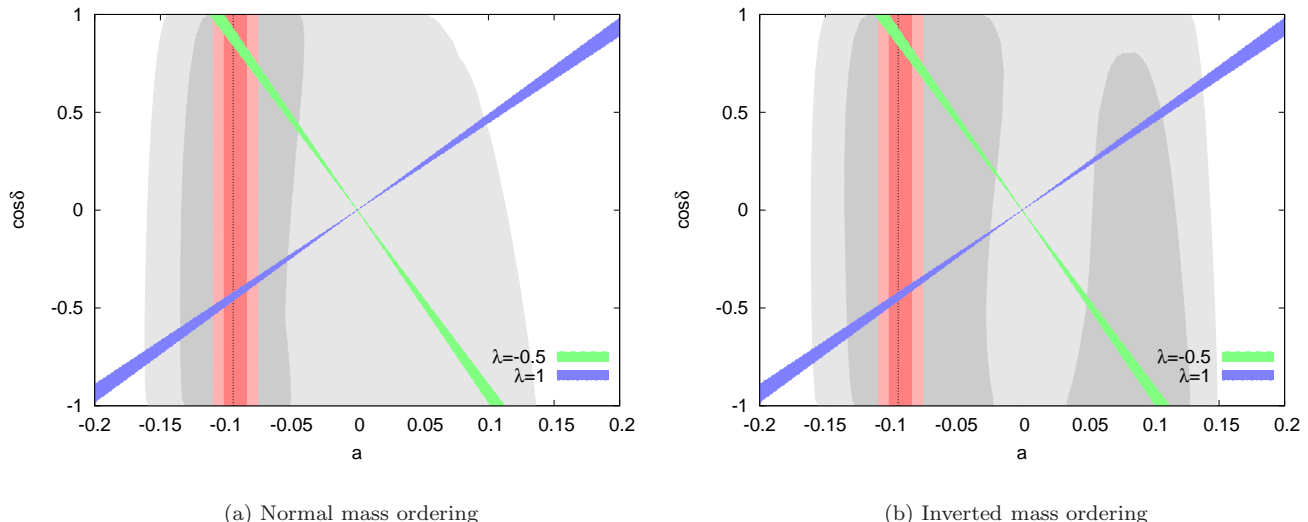 1
0.5
0
-0.5
-1
cosδ
-0.2 -0.15 -0.1 -0.05 0 0.05 0.1 0.15 0.2
a
λ=-0.5
λ=1
(a) Normal mass ordering
1
0.5
0
-0.5
-1
cosδ
-0.2 -0.15 -0.1 -0.05 0 0.05 0.1 0.15 0.2
a
λ=-0.5
λ=1
(b) Inverted mass ordering